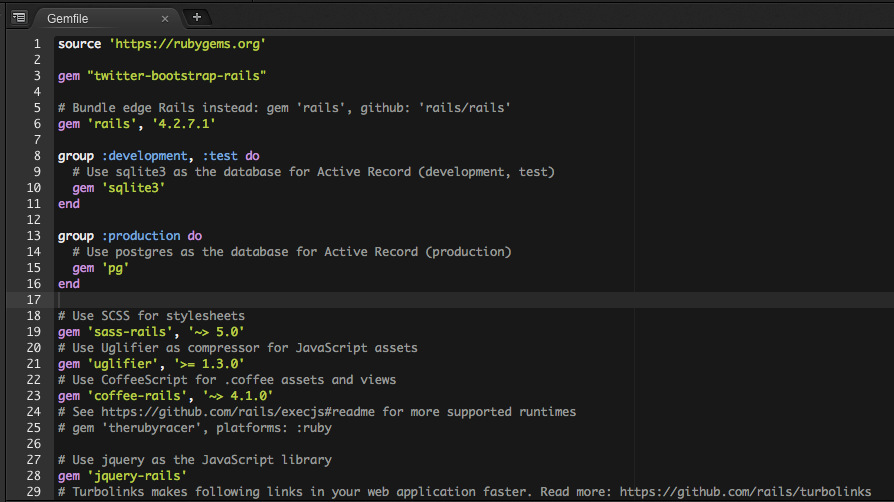 Gemfile
1 source 'https://rubygems.org'
2
3 gem "twitter-bootstrap-rails"
4
5 # Bundle edge Rails instead: gem 'rails', github: 'rails/rails'
6 gem 'rails', '4.2.7.1'
7
8 group :development, :test do
9   # Use sqlite3 as the database for Active Record (development, test)
10   gem 'sqlite3'
11 end
12
13 group :production do
14   # Use postgres as the database for Active Record (production)
15   gem 'pg'
16 end
17
18 # Use SCSS for stylesheets
19 gem 'sass-rails', '~> 5.0'
20 # Use Uglifier as compressor for JavaScript assets
21 gem 'uglifier', '>= 1.3.0'
22 # Use CoffeeScript for .coffee assets and views
23 gem 'coffee-rails', '~> 4.1.0'
24 # See https://github.com/rails/execjs#readme for more supported runtimes
25 # gem 'therubyracer', platforms: :ruby
26
27 # Use jquery as the JavaScript library
28 gem 'jquery-rails'
29 # Turbolinks makes following links in your web application faster. Read more: https://github.com/rails/turbolinks